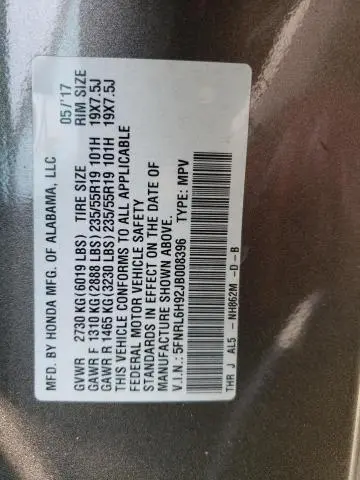 MFD. BY HONDA MFG. OF ALABAMA, LLC 05/'17
GVWR 2730 KG(6019 LBS) TIRE SIZE RIM SIZE
GAWR F 1310 KG(2888 LBS) 235/55R19 101H 19X7.5J
GAWR R 1465 KG(3230 LBS) 235/55R19 101H 19X7.5J
THIS VEHICLE CONFORMS TO ALL APPLICABLE
FEDERAL MOTOR VEHICLE SAFETY
STANDARDS IN EFFECT ON THE DATE OF
MANUFACTURE SHOWN ABOVE.
V.I.N.: 5FNRL6H92JB008396 TYPE: MPV
THR J AL5 - NH862M -D -B